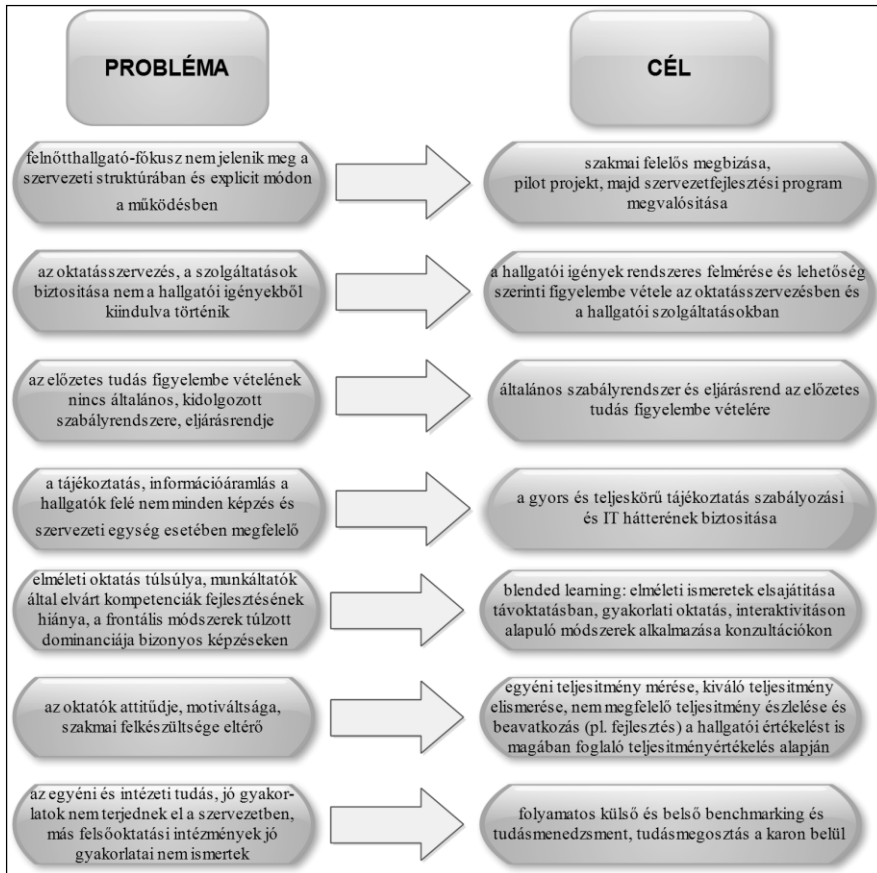 PROBLÉMA
CÉL
felnőtthallgató-fókusz nem jelenik meg a
szervezeti struktúrában és explicit módon
a működésben
szakmai felelős megbízása,
pilot projekt, majd szervezetfejlesztési program
megvalósítása
az oktatásszervezés, a szolgáltatások
biztosítása nem a hallgatói igényekből
kiindulva történik
a hallgatói igények rendszeres felmérése és lehetőség
szerinti figyelembe vétele az oktatásszervezésben és
a hallgatói szolgáltatásokban
az előzetes tudás figyelembe vételének
nincs általános, kidolgozott
szabályrendszere, eljárásrendje
általános szabályrendszer és eljárásrend az előzetes
tudás figyelembe vételére
a tájékoztatás, információáramlás a
hallgatók felé nem minden képzés és
szervezeti egység esetében megfelelő
a gyors és teljeskörű tájékoztatás szabályozási
és IT hátterének biztosítása
elméleti oktatás túlsúlya, munkáltatók
által elvárt kompetenciák fejlesztésének
hiánya, a frontális módszerek túlzott
dominanciája bizonyos képzéseken
blended learning: elméleti ismeretek elsajátítása
távoktatásban, gyakorlati oktatás, interaktivitáson
alapuló módszerek alkalmazása konzultációkon
az oktatók attitűdje, motiváltsága,
szakmai felkészültsége eltérő
egyéni teljesítmény mérése, kiváló teljesítmény
elismerése, nem megfelelő teljesítmény észlelése és
beavatkozás (pl. fejlesztés) a hallgatói értékelést is
magában foglaló teljesítményértékelés alapján
az egyéni és intézeti tudás, jó gyakor-
latok nem terjednek el a szervezetben,
más felsőoktatási intézmények jó
gyakorlatai nem ismertek
folyamatos külső és belső benchmarking és
tudásmenedzsment, tudásmegosztás a karon belül